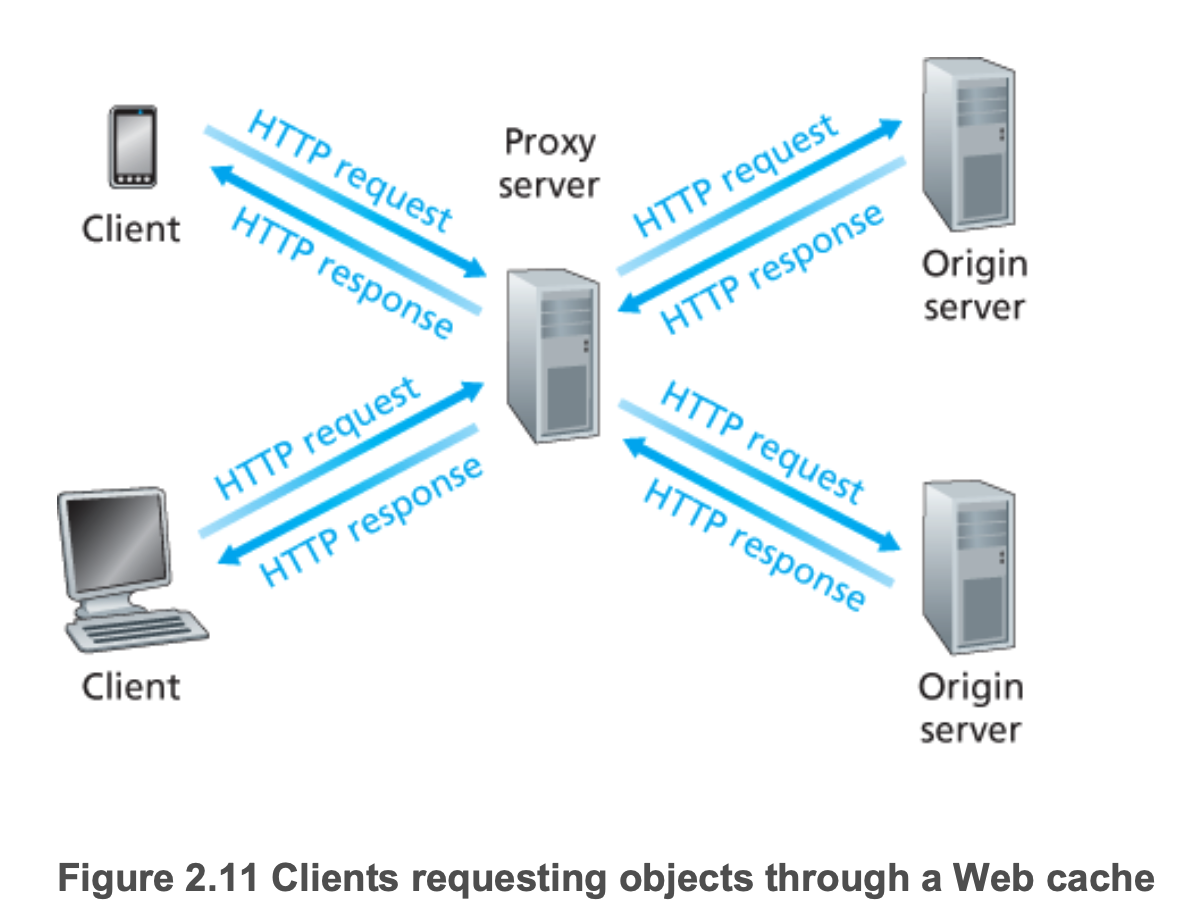 HTTP request
HTTP response
Client
Proxy
server
HTTP request
HTTP response
Origin
server
HTTP request
HTTP response
Client
HTTP request
HTTP response
Origin
server
Figure 2.11 Clients requesting objects through a Web cache